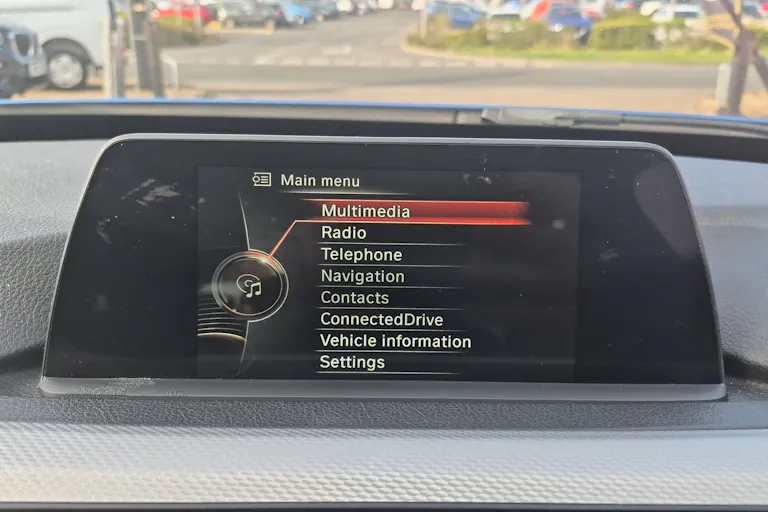 Main menu
Multimedia
Radio
Telephone
Navigation
Contacts
ConnectedDrive
Vehicle information
Settings